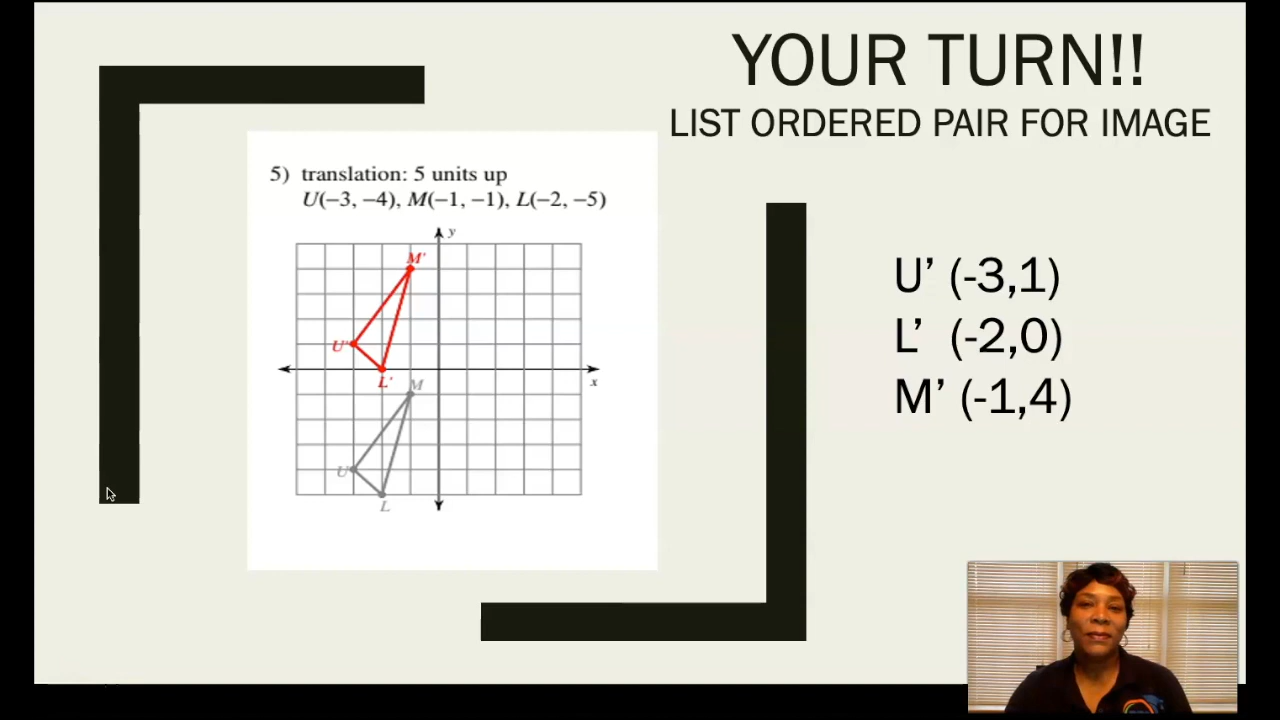 YOUR TURN!!
LIST ORDERED PAIR FOR IMAGE
5) translation: 5 units up
U(−3, −4), M(−1, −1), L(−2, −5)
y
M'
U'
L'
x
M
U
L
U’ (-3,1)
L’ (-2,0)
M’ (-1,4)